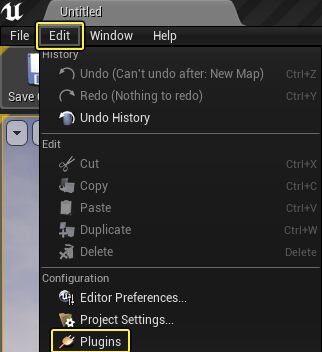 Untitled
File Edit Window Help
Save
History
Undo (Can't undo after: New Map) Ctrl+Z
Redo (Nothing to redo) Ctrl+Y
Undo History
Edit
Cut Ctrl+X
Copy Ctrl+C
Paste Ctrl+V
Duplicate Ctrl+W
Delete Delete
Configuration
Editor Preferences...
Project Settings...
Plugins